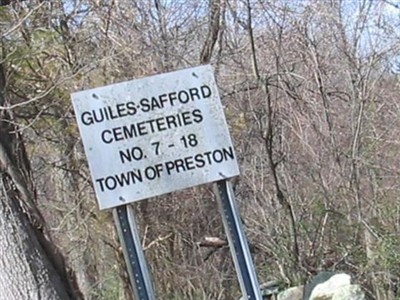 GUILES-SAFFORD
CEMETERIES
NO. 7 - 18
TOWN OF PRESTON